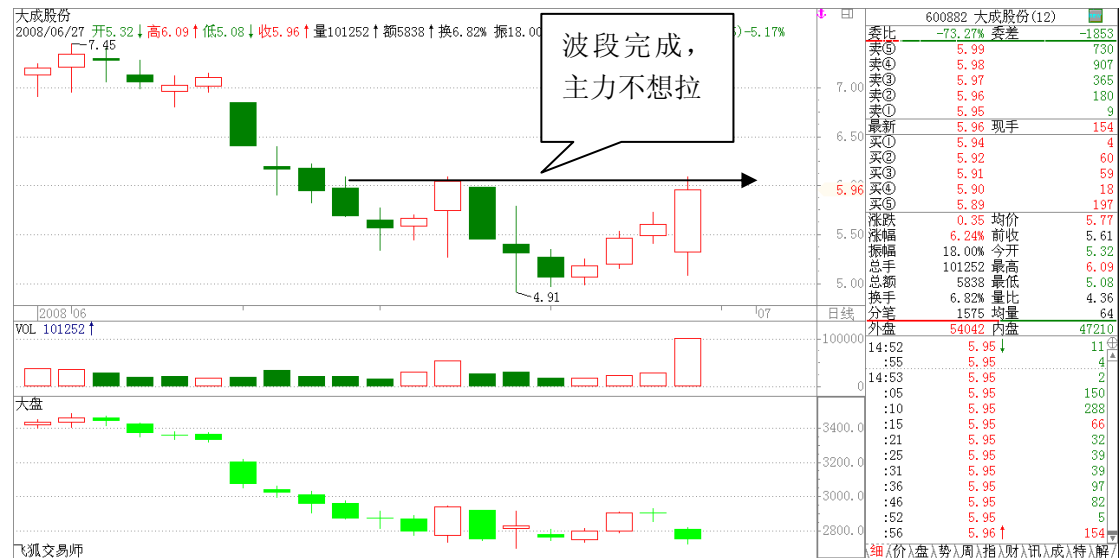 大成股份
2008/06/27 开5.32↓高6.09↑低5.08↓收5.96↑量101252↑额5838↑换6.82% 振18.00
5)-5.17%
7.45
波段完成，
主力不想拉
7.00
6.50
6.00
5.96
5.50
5.00
4.91
2008 06
07
日线
VOL 101252↑
100000
0
大盘
3400.0
3200.0
3000.0
2800.0
飞狐交易师
600882 大成股份(12)
委比 -73.27% 委差 -1853
卖⑤ 5.99 730
卖④ 5.98 907
卖③ 5.97 365
卖② 5.96 180
卖① 5.95 9
最新 5.96 现手 154
买① 5.94 4
买② 5.92 60
买③ 5.91 59
买④ 5.90 18
买⑤ 5.89 197
涨跌 0.35 均价 5.77
涨幅 6.24% 前收 5.61
振幅 18.00% 今开 5.32
总手 101252 最高 6.09
总额 5838 最低 5.08
换手 6.82% 量比 4.36
分笔 1575 均量 64
外盘 54042 内盘 47210
14:52 5.95↓ 11
:55 5.95 4
14:53 5.95 2
:05 5.95 150
:10 5.95 288
:15 5.95 66
:21 5.95 32
:25 5.95 39
:31 5.95 39
:36 5.95 97
:46 5.95 82
:52 5.95 5
:56 5.96↑ 154
细价盘势周指财讯成待解